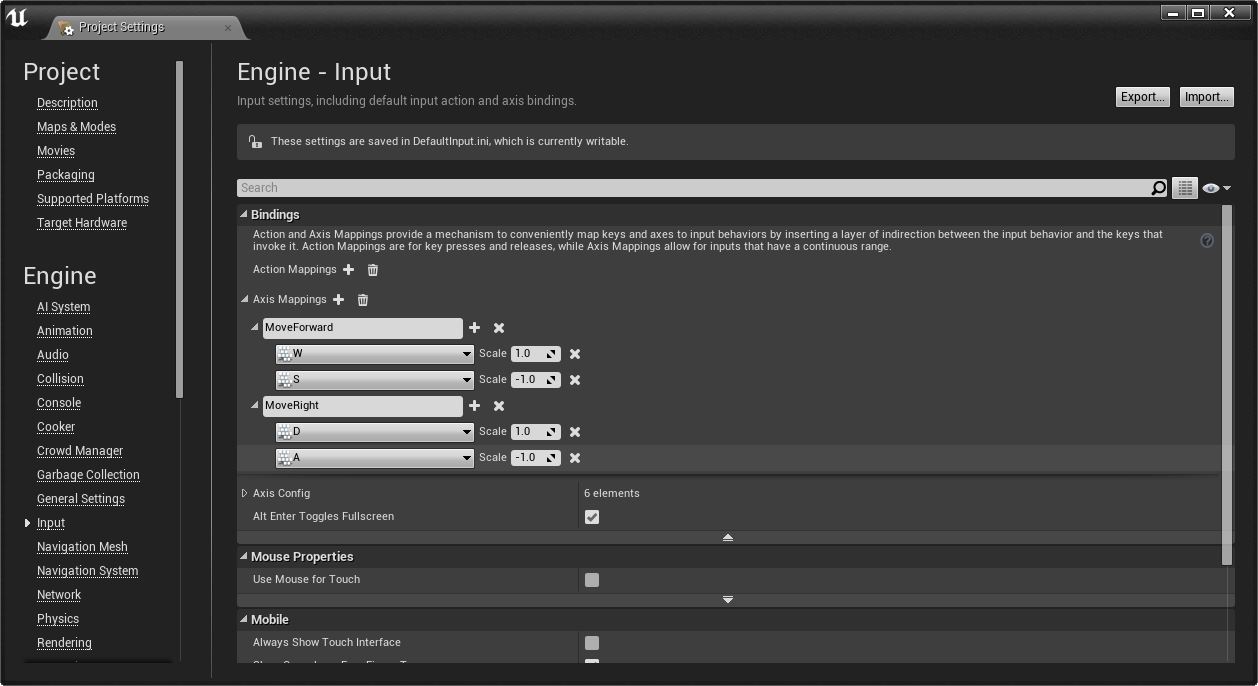 Project Settings
Project
Description
Maps & Modes
Movies
Packaging
Supported Platforms
Target Hardware
Engine
AI System
Animation
Audio
Collision
Console
Cooker
Crowd Manager
Garbage Collection
General Settings
Input
Navigation Mesh
Navigation System
Network
Physics
Rendering
Engine - Input
Input settings, including default input action and axis bindings.
Export... Import...
These settings are saved in DefaultInput.ini, which is currently writable.
Search
Bindings
Action and Axis Mappings provide a mechanism to conveniently map keys and axes to input behaviors by inserting a layer of indirection between the input behavior and the keys that
invoke it. Action Mappings are for key presses and releases, while Axis Mappings allow for inputs that have a continuous range.
Action Mappings
Axis Mappings
MoveForward
W Scale 1.0
S Scale -1.0
MoveRight
D Scale 1.0
A Scale -1.0
Axis Config 6 elements
Alt Enter Toggles Fullscreen
Mouse Properties
Use Mouse for Touch
Mobile
Always Show Touch Interface